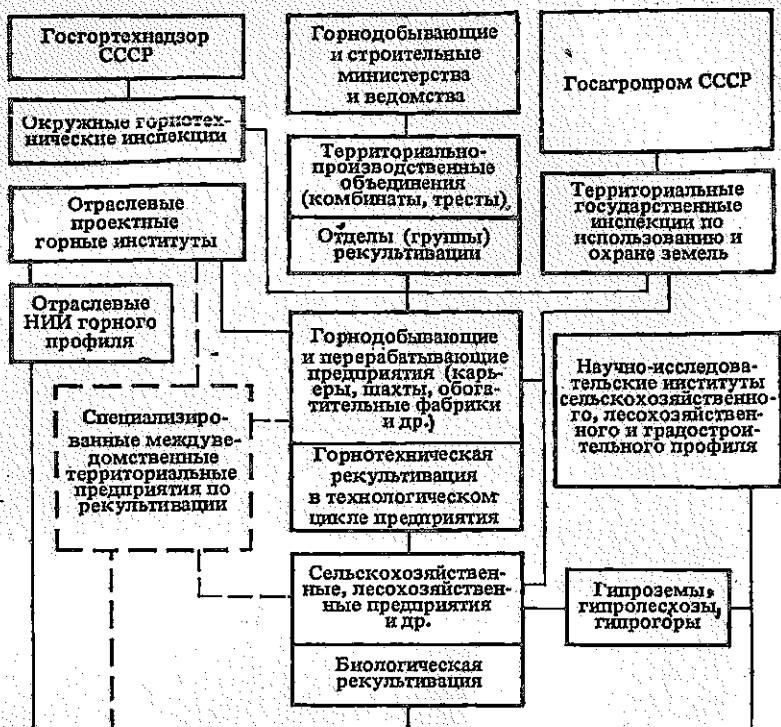 Госгортехнадзор
СССР
Окружные горнотех-
нические инспекции
Отраслевые
проектные
горные институты
Отраслевые
НИИ горного
профиля
Специализиро-
ванные междуве-
домственные
территориальные
предприятия по
рекультивации
Горнодобывающие
и строительные
министерства
и ведомства
Территориально-
производственные
объединения
(комбинаты, тресты)
Отделы (группы)
рекультивации
Горнодобывающие
и перерабатывающие
предприятия (карь-
еры, шахты, обога-
тительные фабрики
и др.)
Горнотехническая
рекультивация
в технологическом
цикле предприятия
Сельскохозяйствен-
ные, лесохозяйствен-
ные предприятия
и др.
Биологическая
рекультивация
Госагропром СССР
Территориальные
государственные
инспекции по
использованию и
охране земель
Научно-исследова-
тельские институты
сельскохозяйственно-
го, лесохозяйствен-
ного и градострои-
тельного профиля
Гипроземы,
гипролесхозы,
гипрогоры